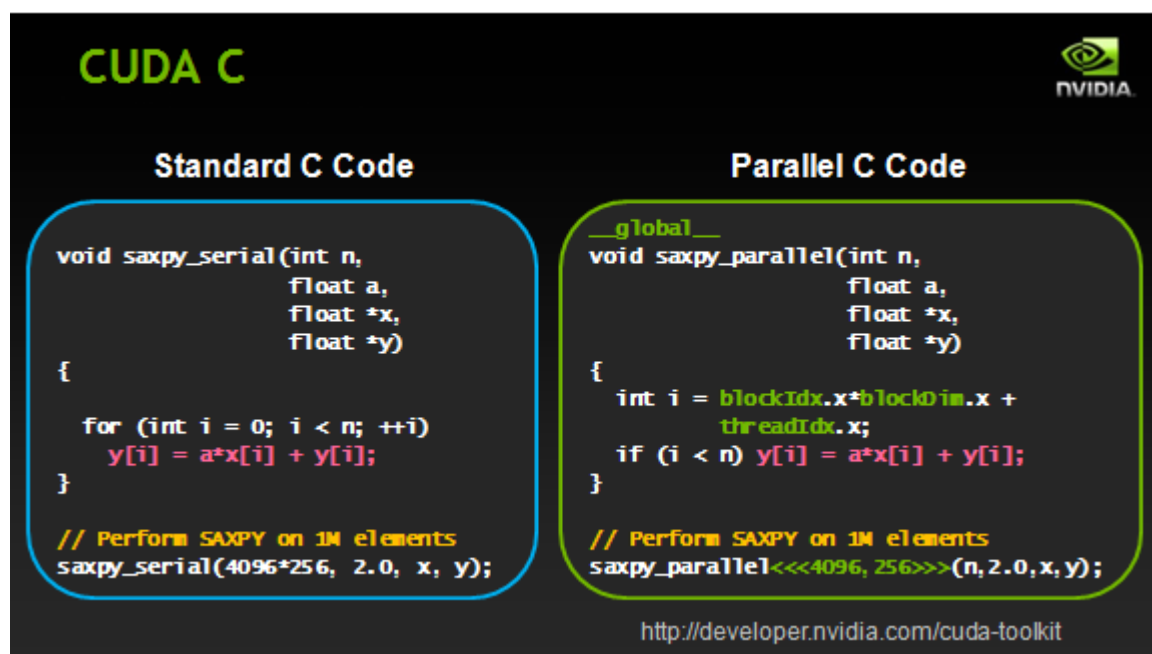 CUDA C
NVIDIA.
Standard C Code
void saxpy_serial(int n,
float a,
float *x,
float *y)
{
for (int i = 0; i < n; ++i)
y[i] = a*x[i] + y[i];
}
// Perform SAXPY on 1M elements
saxpy_serial(4096*256, 2.0, x, y);
Parallel C Code
__global__
void saxpy_parallel(int n,
float a,
float *x,
float *y)
{
int i = blockIdx.x*blockDim.x +
threadIdx.x;
if (i < n) y[i] = a*x[i] + y[i];
}
// Perform SAXPY on 1M elements
saxpy_parallel<<<4096,256>>>(n,2.0,x,y);
http://developer.nvidia.com/cuda-toolkit